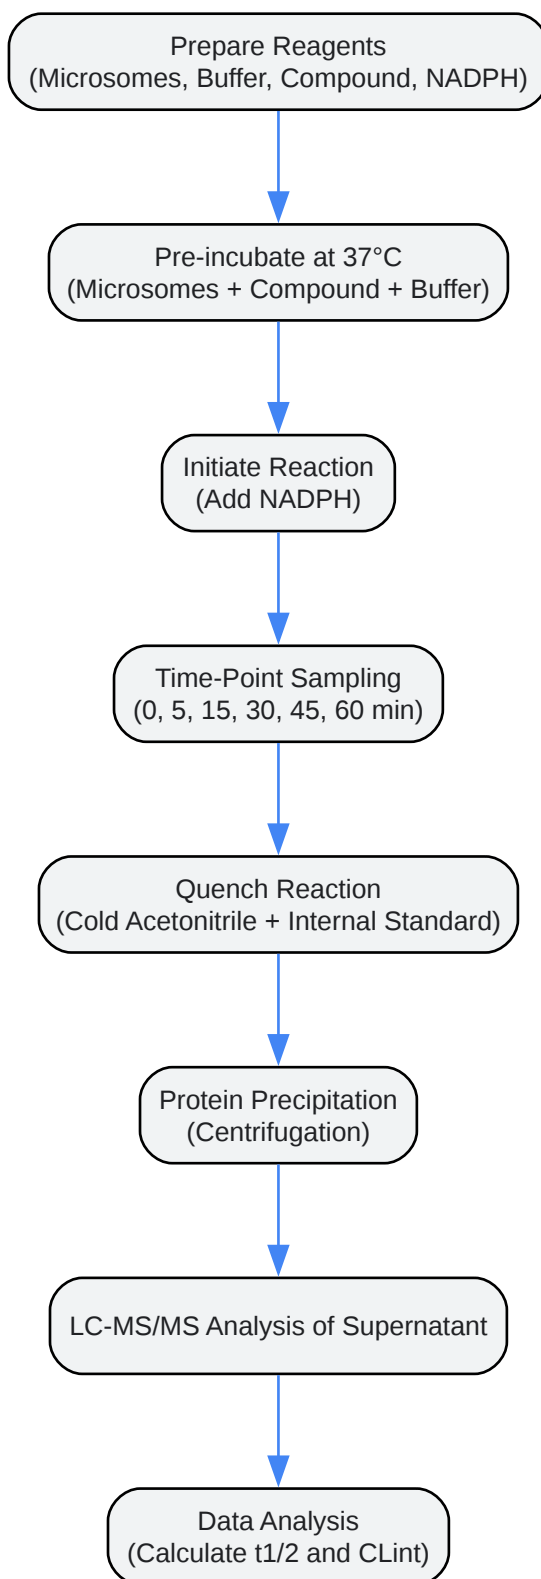 Prepare Reagents
(Microsomes, Buffer, Compound, NADPH)
Pre-incubate at 37°C
(Microsomes + Compound + Buffer)
Initiate Reaction
(Add NADPH)
Time-Point Sampling
(0, 5, 15, 30, 45, 60 min)
Quench Reaction
(Cold Acetonitrile + Internal Standard)
Protein Precipitation
(Centrifugation)
LC-MS/MS Analysis of Supernatant
Data Analysis
(Calculate t1/2 and CLint)